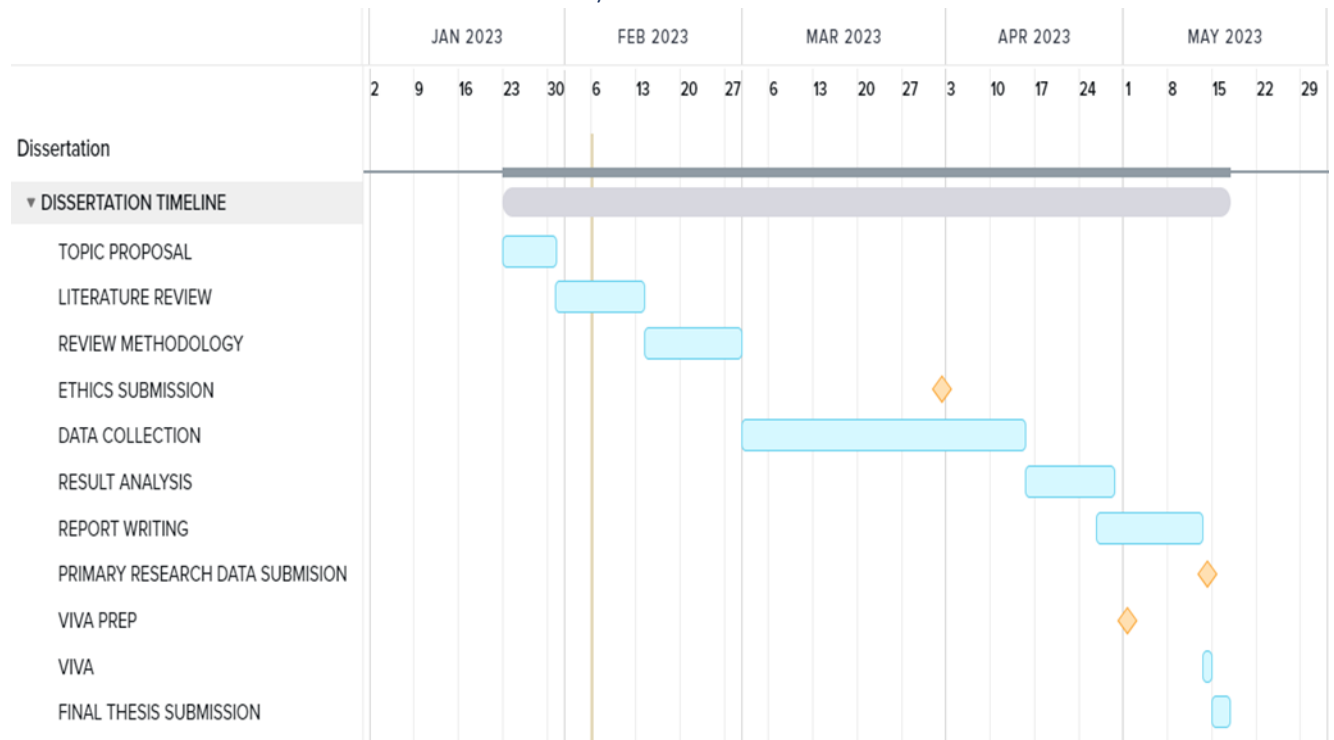 JAN 2023 FEB 2023 MAR 2023 APR 2023 MAY 2023
2 9 16 23 30 6 13 20 27 6 13 20 27 3 10 17 24 1 8 15 22 29
Dissertation
▼ DISSERTATION TIMELINE
TOPIC PROPOSAL
LITERATURE REVIEW
REVIEW METHODOLOGY
ETHICS SUBMISSION
DATA COLLECTION
RESULT ANALYSIS
REPORT WRITING
PRIMARY RESEARCH DATA SUBMISION
VIVA PREP
VIVA
FINAL THESIS SUBMISSION